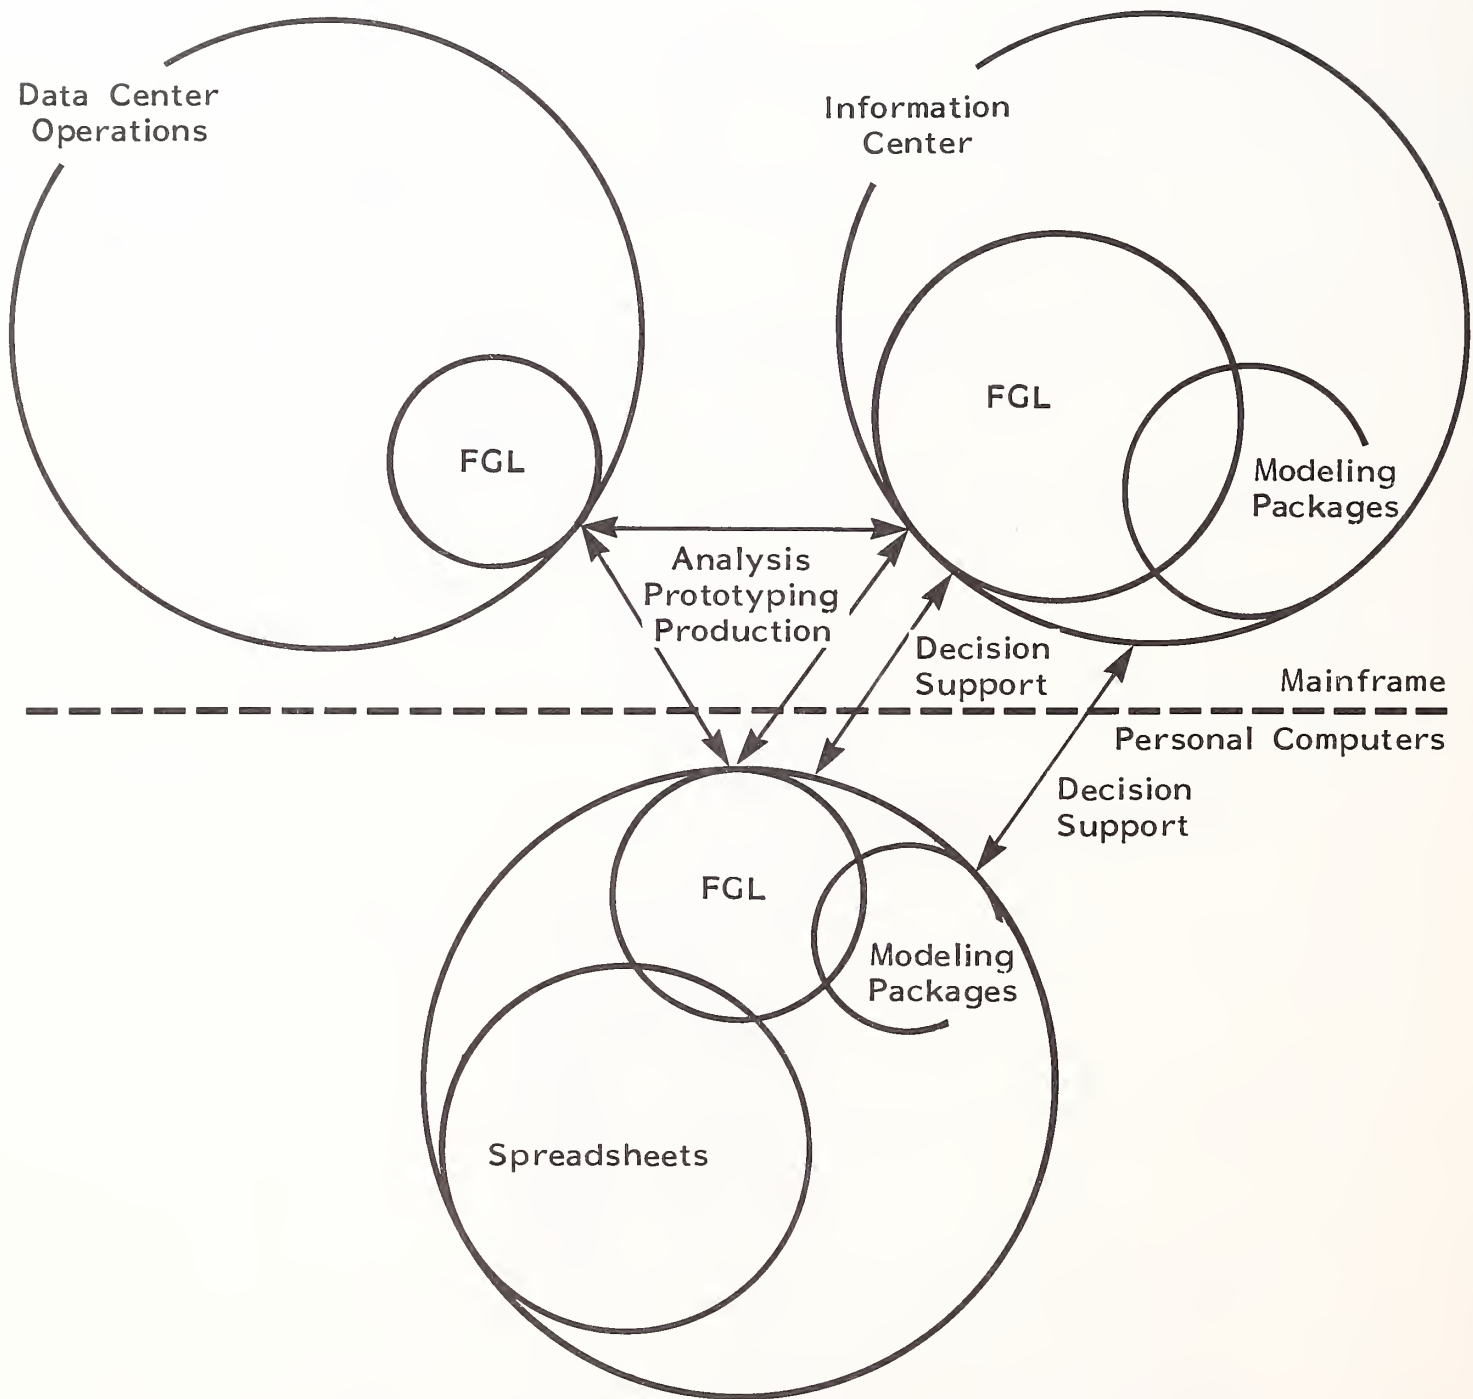 Data Center
Operations
Information
Center
FGL
FGL
Modeling
Packages
Analysis
Prototyping
Production
Decision
Support
Mainframe
Personal Computers
Decision
Support
FGL
Modeling
Packages
Spreadsheets